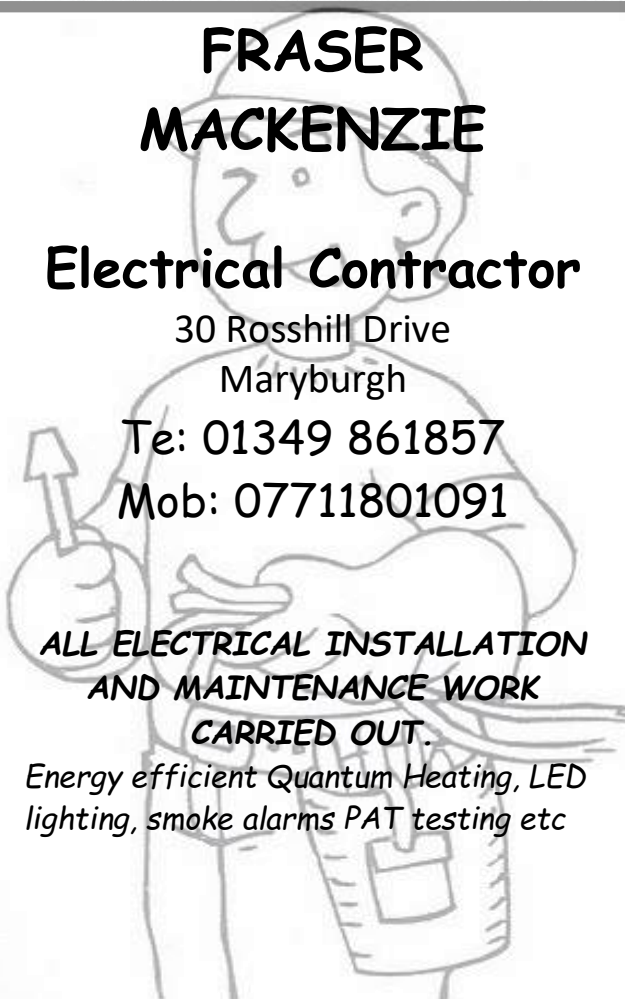 FRASER
MACKENZIE
Electrical Contractor
30 Rosshill Drive
Maryburgh
Te: 01349 861857
Mob: 07711801091
ALL ELECTRICAL INSTALLATION
AND MAINTENANCE WORK
CARRIED OUT.
Energy efficient Quantum Heating, LED
lighting, smoke alarms PAT testing etc